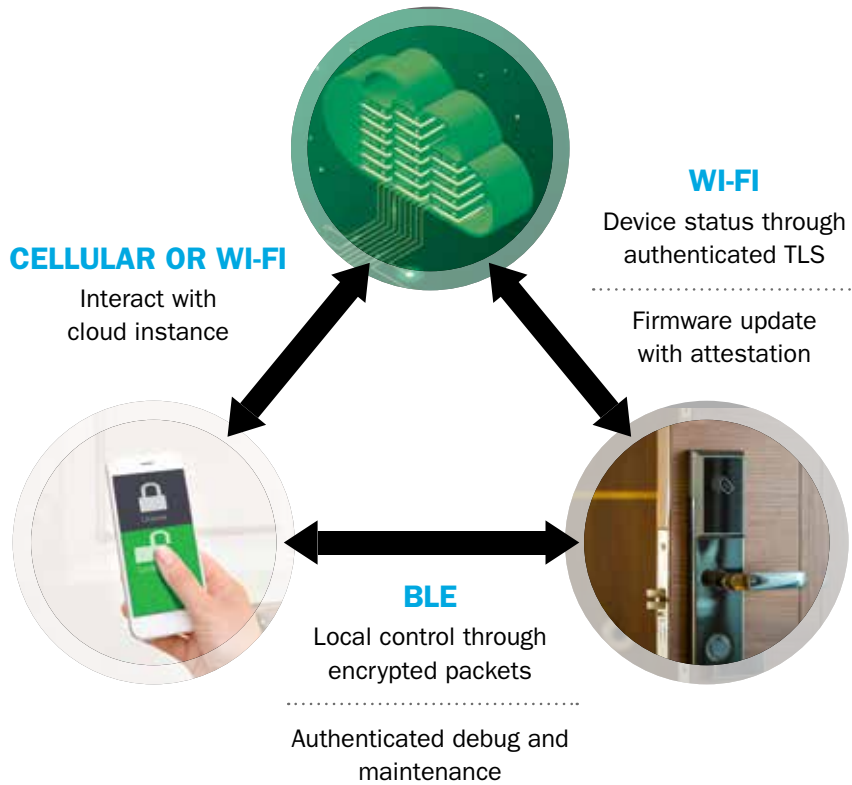 WI-FI
Device status through
authenticated TLS
Firmware update
with attestation
CELLULAR OR WI-FI
Interact with
cloud instance
BLE
Local control through
encrypted packets
Authenticated debug and
maintenance